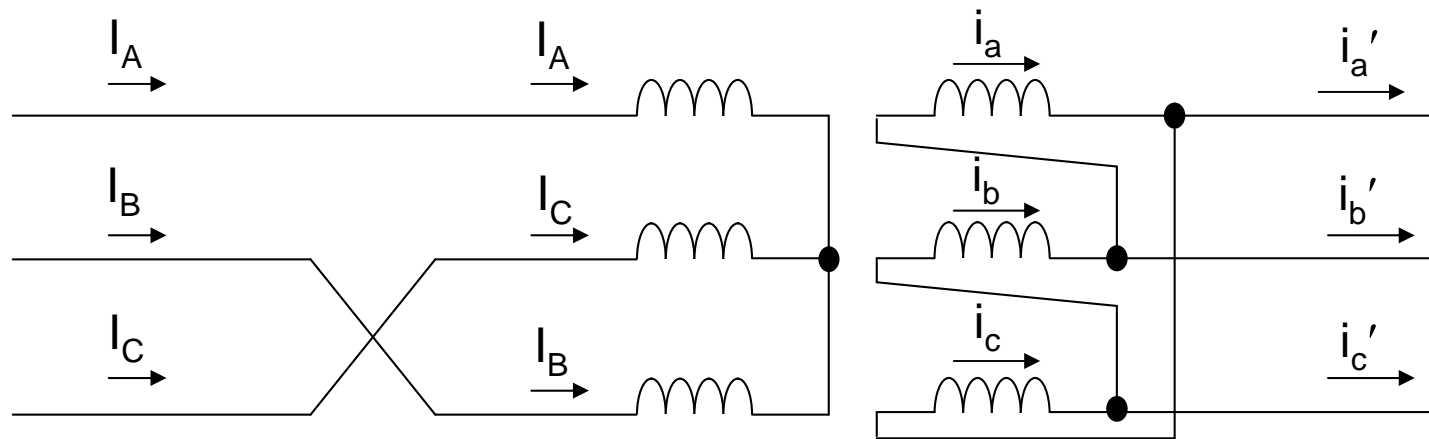 I_A I_A i_a i_a′
I_B I_C i_b i_b′
I_C I_B i_c i_c′